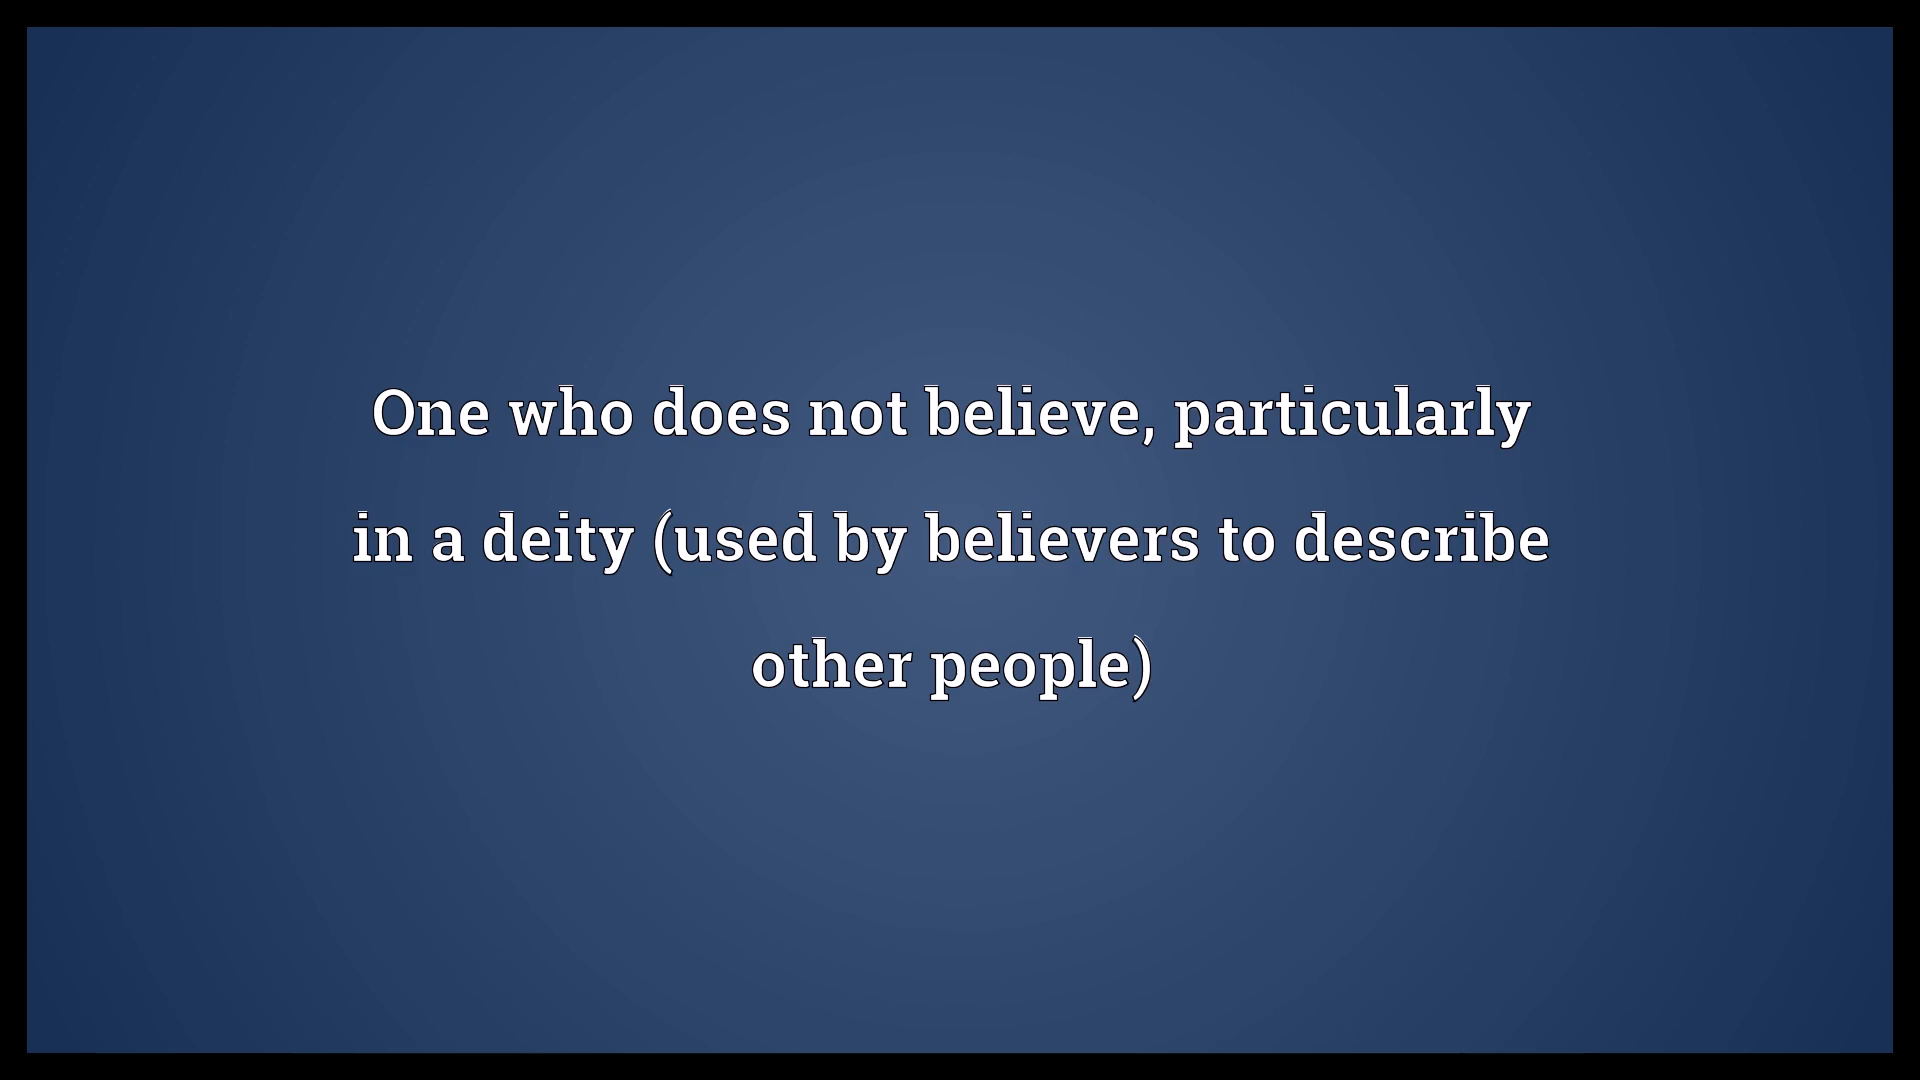 One who does not believe, particularly
in a deity (used by believers to describe
other people)